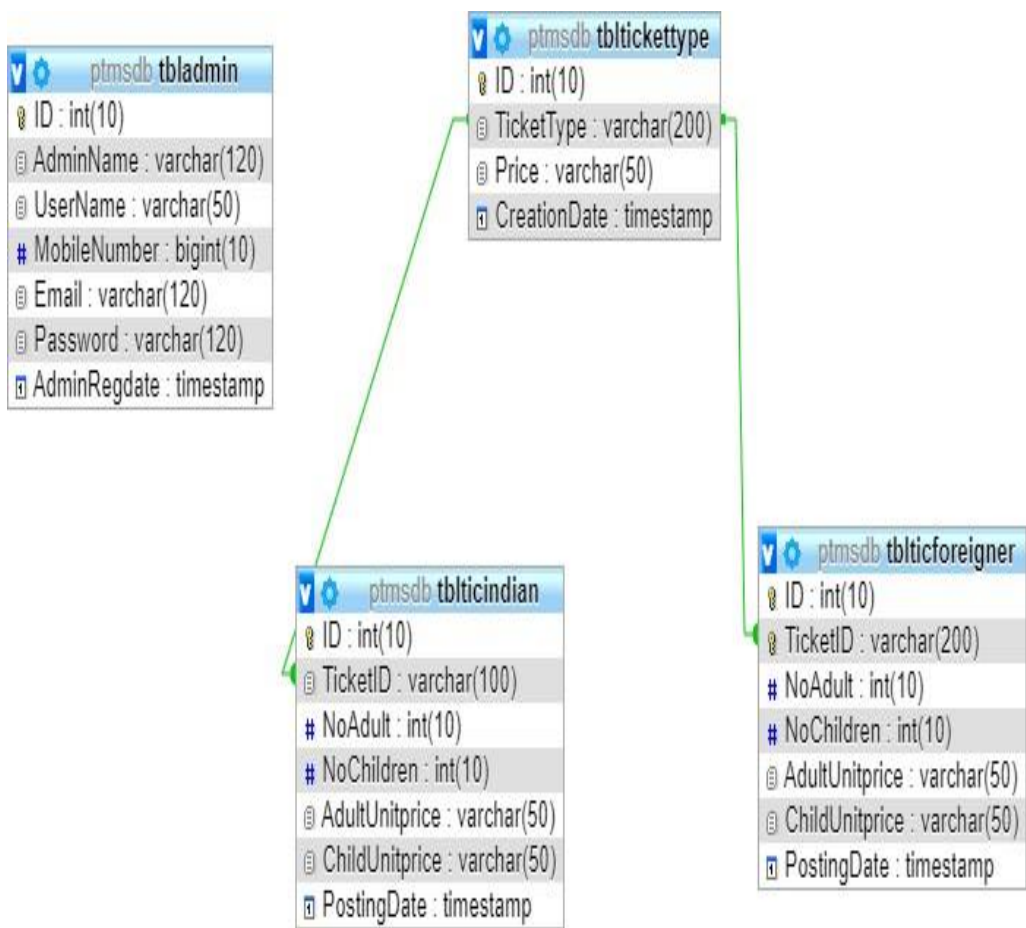 ptmsdb tbladmin
ID : int(10)
AdminName : varchar(120)
UserName : varchar(50)
MobileNumber : bigint(10)
Email : varchar(120)
Password : varchar(120)
AdminRegdate : timestamp
ptmsdb tbltickettype
ID : int(10)
TicketType : varchar(200)
Price : varchar(50)
CreationDate : timestamp
ptmsdb tblticindian
ID : int(10)
TicketID : varchar(100)
NoAdult : int(10)
NoChildren : int(10)
AdultUnitprice : varchar(50)
ChildUnitprice : varchar(50)
PostingDate : timestamp
ptmsdb tblticforeigner
ID : int(10)
TicketID : varchar(200)
NoAdult : int(10)
NoChildren : int(10)
AdultUnitprice : varchar(50)
ChildUnitprice : varchar(50)
PostingDate : timestamp